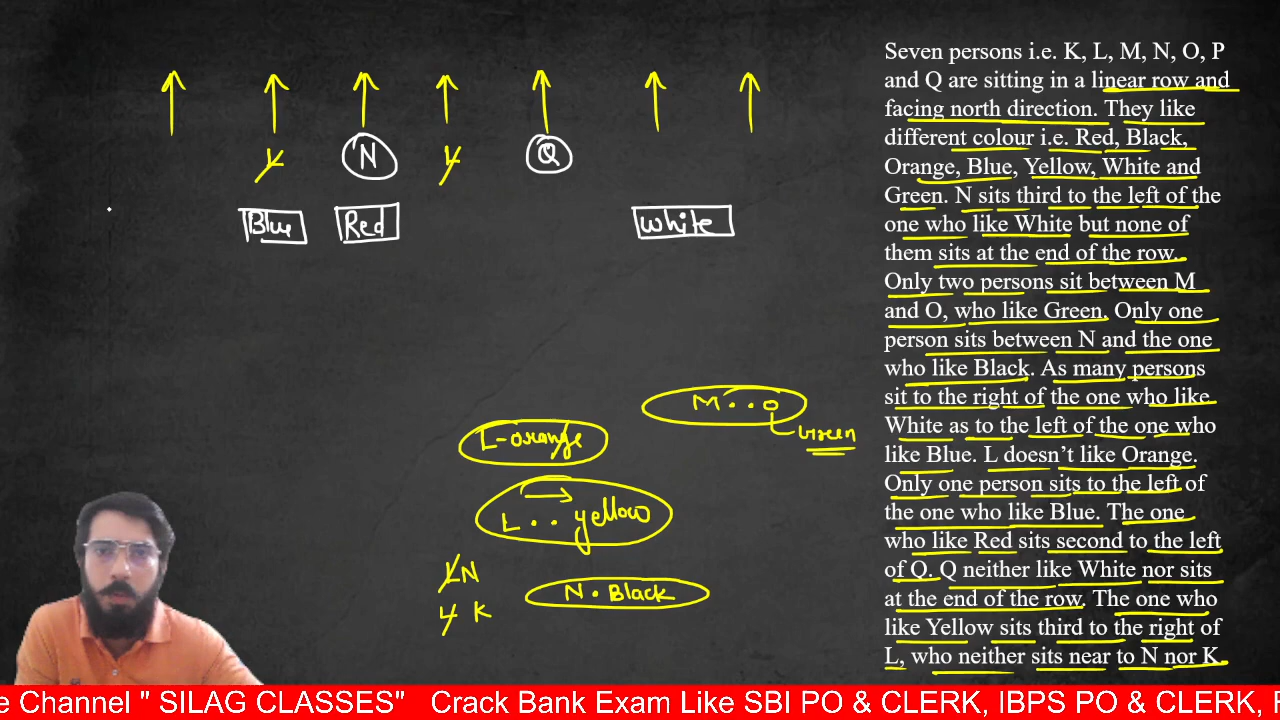 Seven persons i.e. K, L, M, N, O, P
and Q are sitting in a linear row and
facing north direction. They like
different colour i.e. Red, Black,
Orange, Blue, Yellow, White and
Green. N sits third to the left of the
one who like White but none of
them sits at the end of the row.
Only two persons sit between M
and O, who like Green. Only one
person sits between N and the one
who like Black. As many persons
sit to the right of the one who like
White as to the left of the one who
like Blue. L doesn't like Orange.
Only one person sits to the left of
the one who like Blue. The one
who like Red sits second to the left
of Q. Q neither like White nor sits
at the end of the row. The one who
like Yellow sits third to the right of
L, who neither sits near to N nor K.
L N L Q
Blue Red White
M . . O
Green
L - orange
L . . yellow
L N
L K
N . Black
e Channel " SILAG CLASSES" Crack Bank Exam Like SBI PO & CLERK, IBPS PO & CLERK,